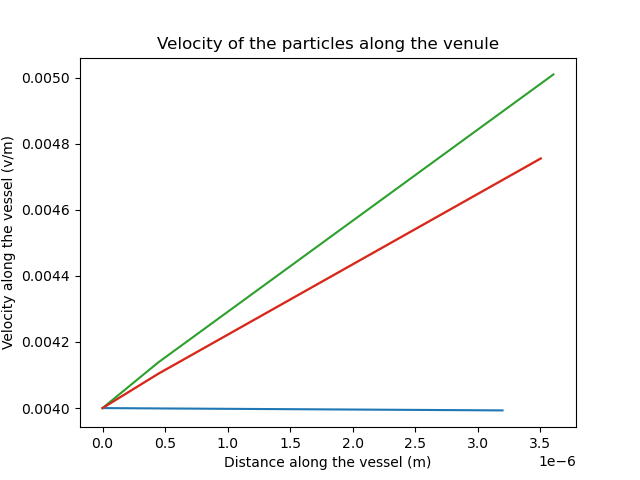 Velocity of the particles along the venule
0.0050
0.0048
0.0046
0.0044
0.0042
0.0040
Velocity along the vessel (v/m)
0.0 0.5 1.0 1.5 2.0 2.5 3.0 3.5
1e−6
Distance along the vessel (m)